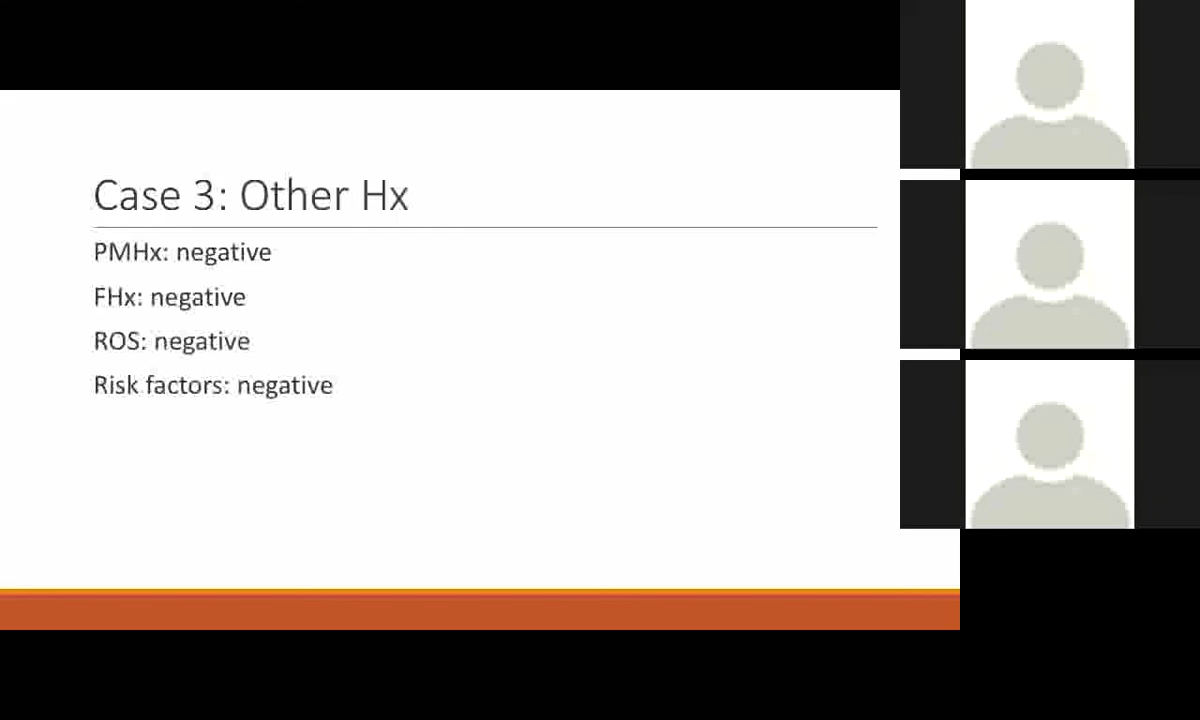 Case 3: Other Hx
PMHx: negative
FHx: negative
ROS: negative
Risk factors: negative